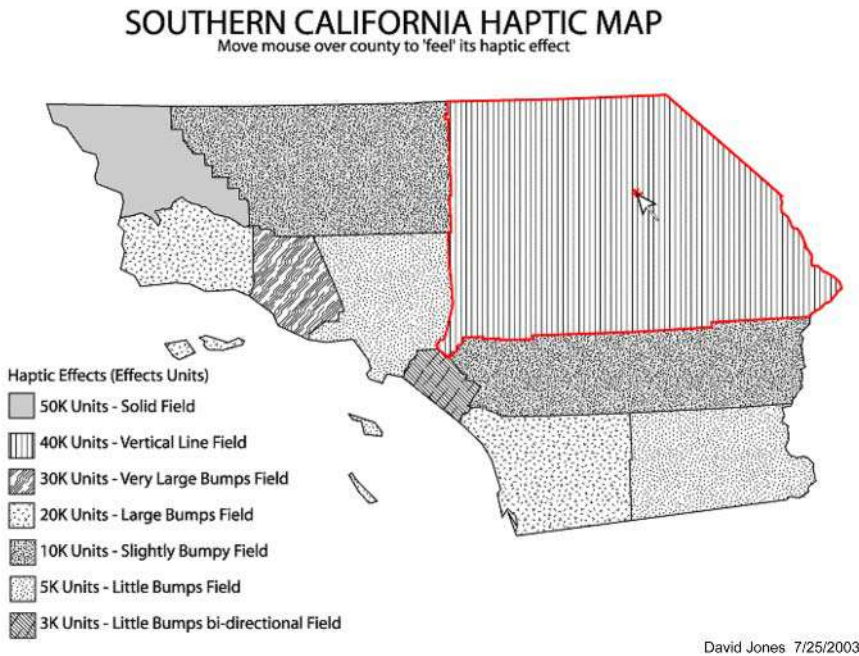 SOUTHERN CALIFORNIA HAPTIC MAP
Move mouse over county to 'feel' its haptic effect
Haptic Effects (Effects Units)
50K Units - Solid Field
40K Units - Vertical Line Field
30K Units - Very Large Bumps Field
20K Units - Large Bumps Field
10K Units - Slightly Bumpy Field
5K Units - Little Bumps Field
3K Units - Little Bumps bi-directional Field
David Jones 7/25/2003